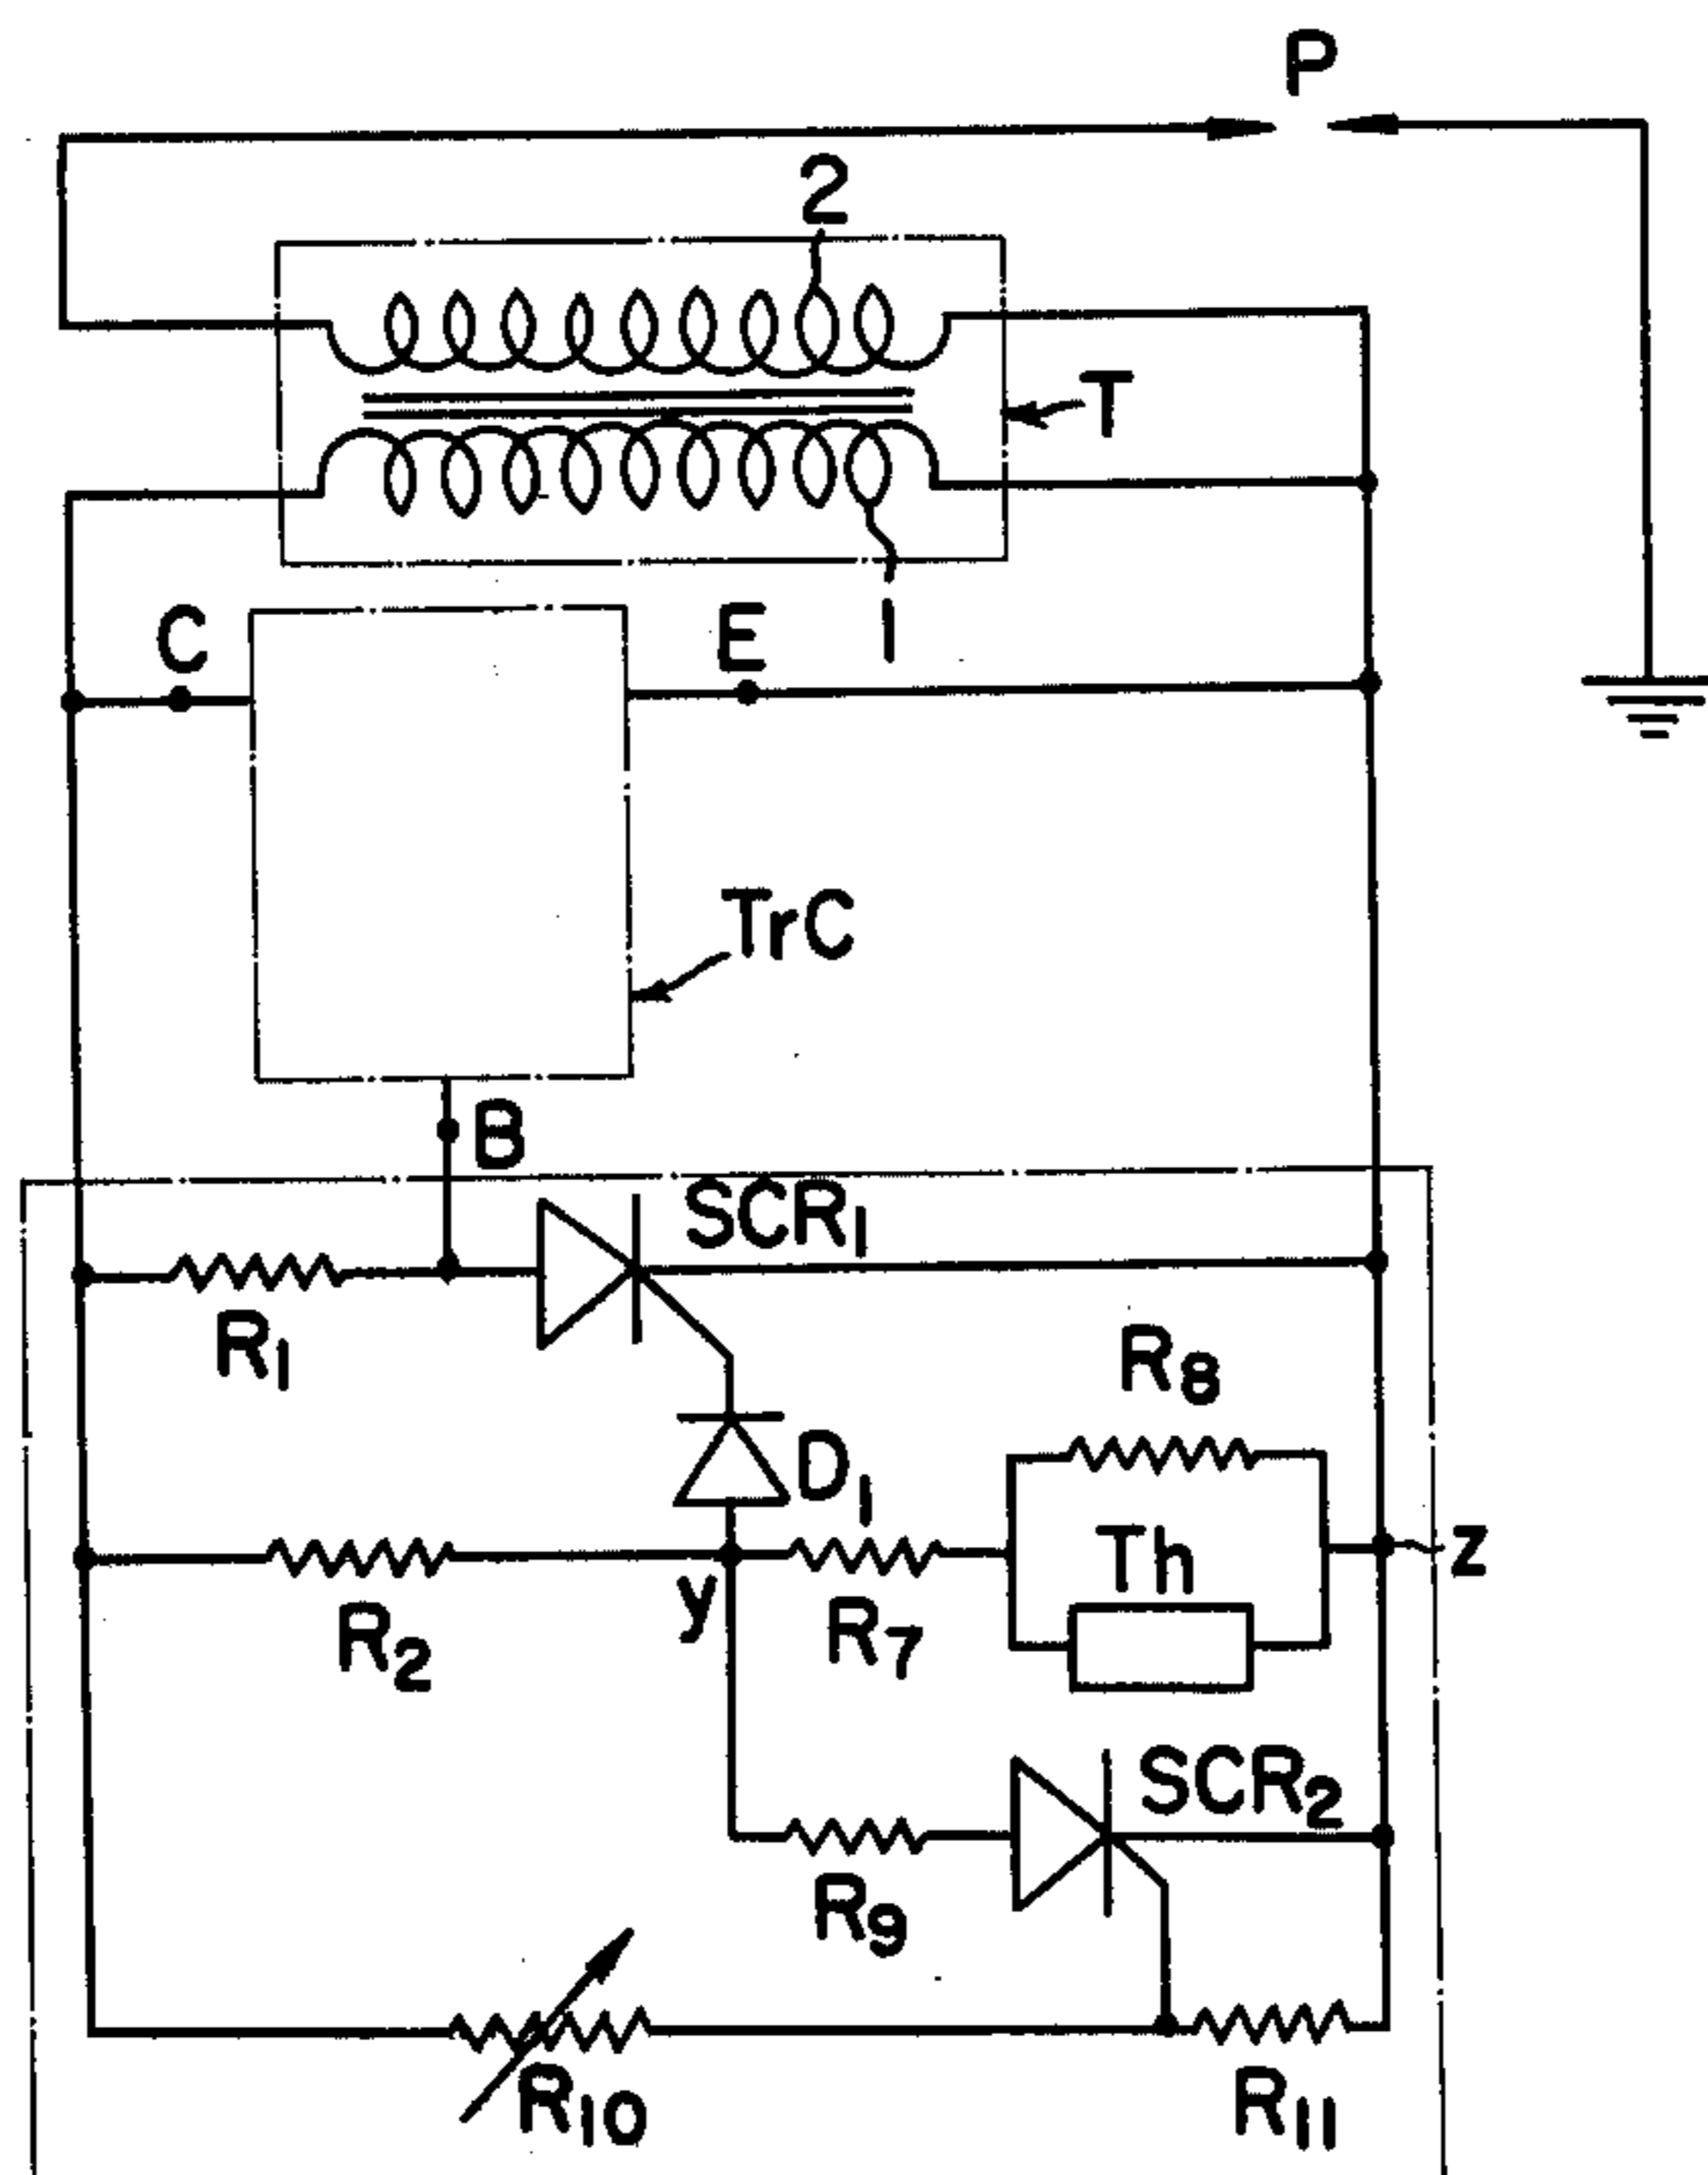 P
2
T
1
C
E
TrC
B
SCR₁
R₁
R₈
D₁
Th
z
y
R₂
R₇
SCR₂
R₉
R₁₀
R₁₁